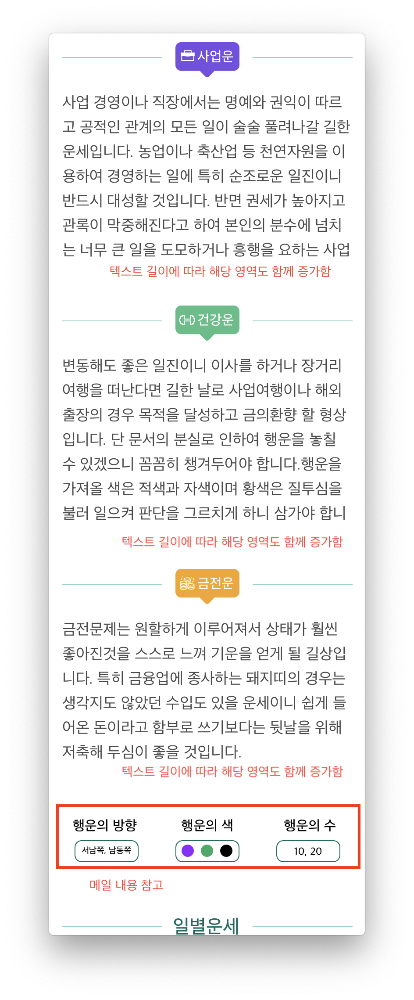 사업운
사업 경영이나 직장에서는 명예와 권익이 따르
고 공적인 관계의 모든 일이 술술 풀려나갈 길한
운세입니다. 농업이나 축산업 등 천연자원을 이
용하여 경영하는 일에 특히 순조로운 일진이니
반드시 대성할 것입니다. 반면 권세가 높아지고
관록이 막중해진다고 하여 본인의 분수에 넘치
는 너무 큰 일을 도모하거나 흥행을 요하는 사업
텍스트 길이에 따라 해당 영역도 함께 증가함
건강운
변동해도 좋은 일진이니 이사를 하거나 장거리
여행을 떠난다면 길한 날로 사업여행이나 해외
출장의 경우 목적을 달성하고 금의환향 할 형상
입니다. 단 문서의 분실로 인하여 행운을 놓칠
수 있겠으니 꼼꼼히 챙겨두어야 합니다.행운을
가져올 색은 적색과 자색이며 황색은 질투심을
불러 일으켜 판단을 그르치게 하니 삼가야 합니
텍스트 길이에 따라 해당 영역도 함께 증가함
금전운
금전문제는 원할하게 이루어져서 상태가 훨씬
좋아진것을 스스로 느껴 기운을 얻게 될 길상입
니다. 특히 금융업에 종사하는 돼지띠의 경우는
생각지도 않았던 수입도 있을 운세이니 쉽게 들
어온 돈이라고 함부로 쓰기보다는 뒷날을 위해
저축해 두심이 좋을 것입니다.
텍스트 길이에 따라 해당 영역도 함께 증가함
행운의 방향 행운의 색 행운의 수
서남쪽, 남동쪽 10, 20
메일 내용 참고
일별운세